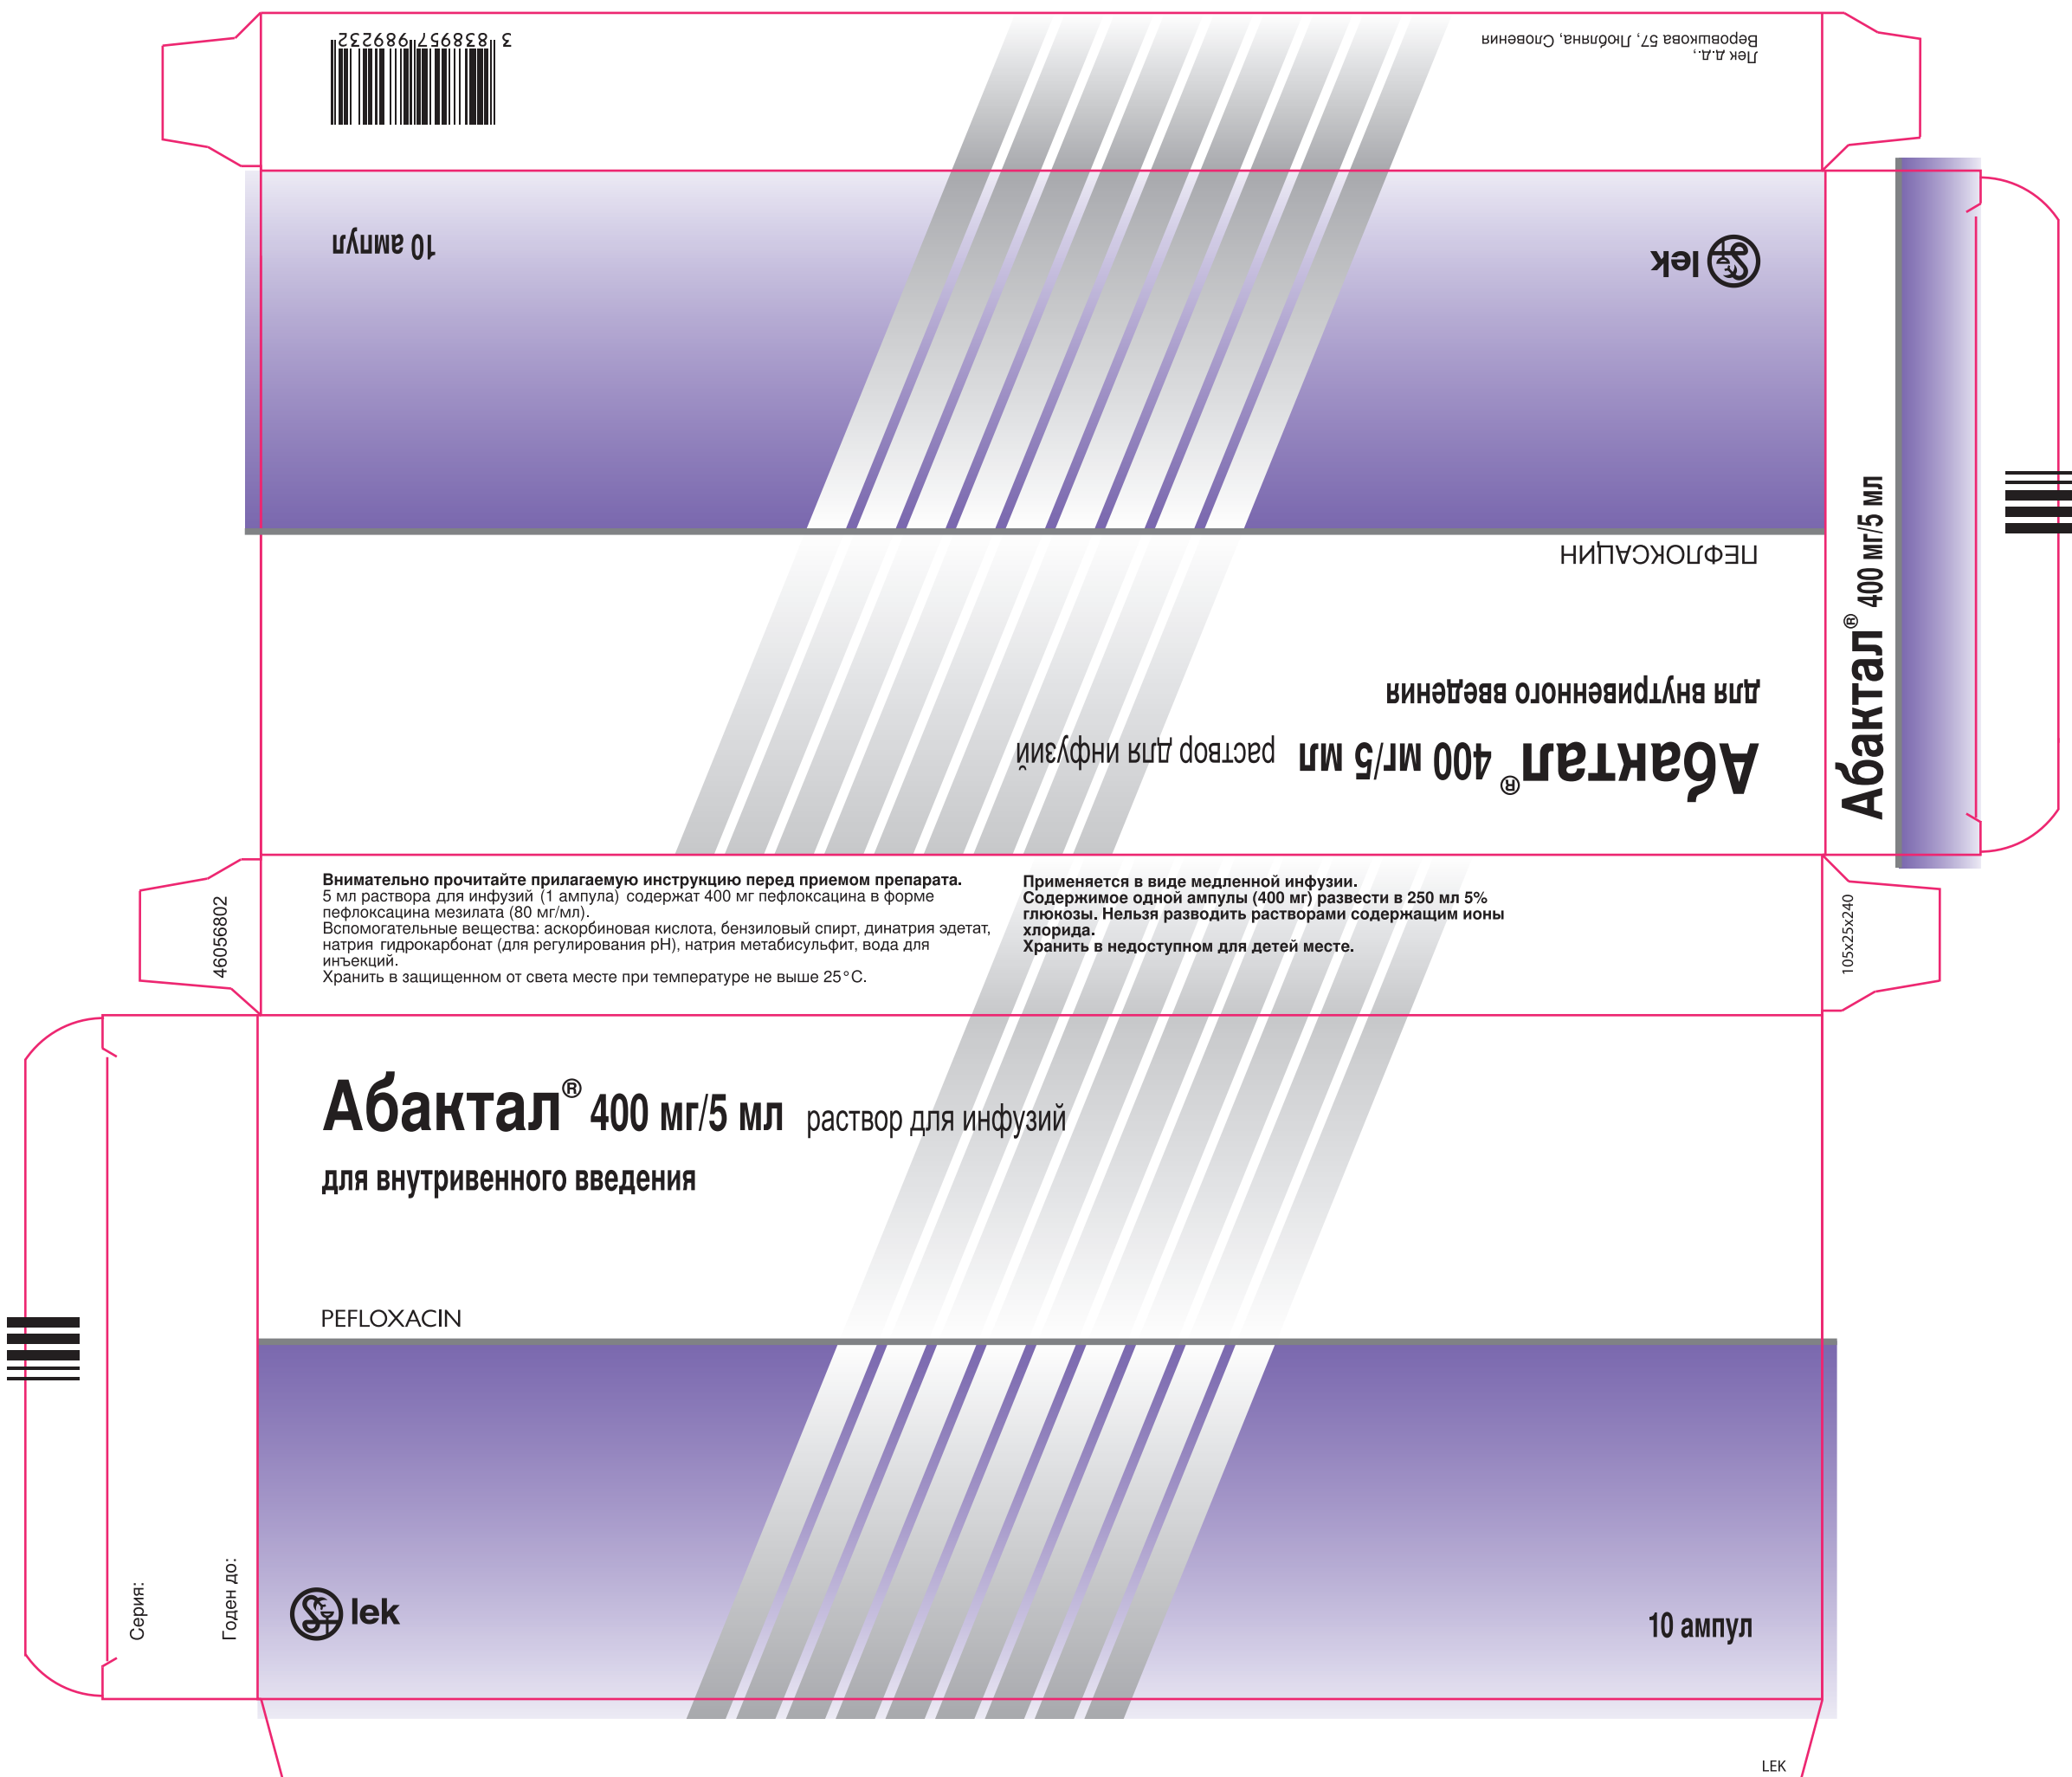 3 838957 989232
Лек д.д.,
Веровшкова 57, Любляна, Словения
10 ампул
lek
ПЕФЛОКСАЦИН
для внутривенного введения
Абактал® 400 мг/5 мл раствор для инфузий
Абактал® 400 мг/5 мл
46056802
Внимательно прочитайте прилагаемую инструкцию перед приемом препарата.
5 мл раствора для инфузий (1 ампула) содержат 400 мг пефлоксацина в форме
пефлоксацина мезилата (80 мг/мл).
Вспомогательные вещества: аскорбиновая кислота, бензиловый спирт, динатрия эдетат,
натрия гидрокарбонат (для регулирования pH), натрия метабисульфит, вода для
инъекций.
Хранить в защищенном от света месте при температуре не выше 25°C.
Применяется в виде медленной инфузии.
Содержимое одной ампулы (400 мг) развести в 250 мл 5%
глюкозы. Нельзя разводить растворами содержащим ионы
хлорида.
Хранить в недоступном для детей месте.
105x25x240
Абактал® 400 мг/5 мл раствор для инфузий
для внутривенного введения
PEFLOXACIN
Серия:
Годен до:
lek
10 ампул
LEK